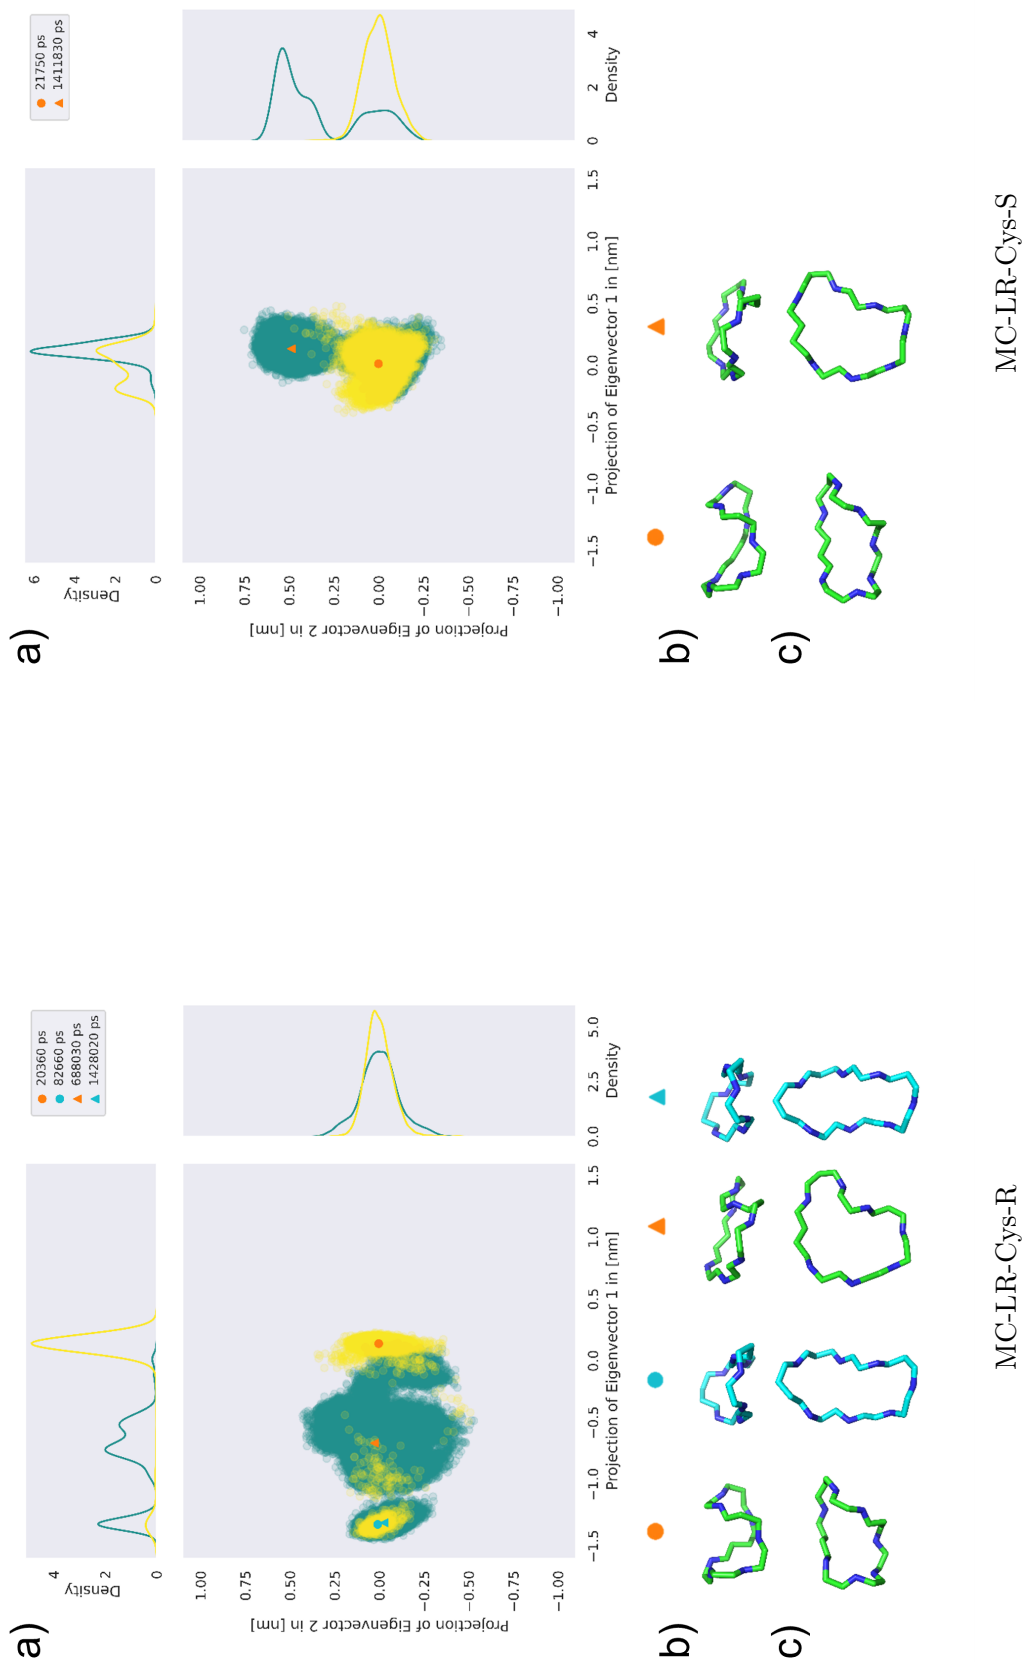 a)
6
4
2
0
Density
21750 ps
1411830 ps
1.00
0.75
0.50
0.25
0.00
−0.25
−0.50
−0.75
−1.00
Projection of Eigenvector 2 in [nm]
−1.5
−1.0
−0.5
0.0
0.5
1.0
1.5
Projection of Eigenvector 1 in [nm]
0
2
4
Density
b)
c)
MC-LR-Cys-S
a)
4
2
0
Density
20360 ps
82660 ps
688030 ps
1428020 ps
1.00
0.75
0.50
0.25
0.00
−0.25
−0.50
−0.75
−1.00
Projection of Eigenvector 2 in [nm]
−1.5
−1.0
−0.5
0.0
0.5
1.0
1.5
Projection of Eigenvector 1 in [nm]
0.0
2.5
5.0
Density
b)
c)
MC-LR-Cys-R